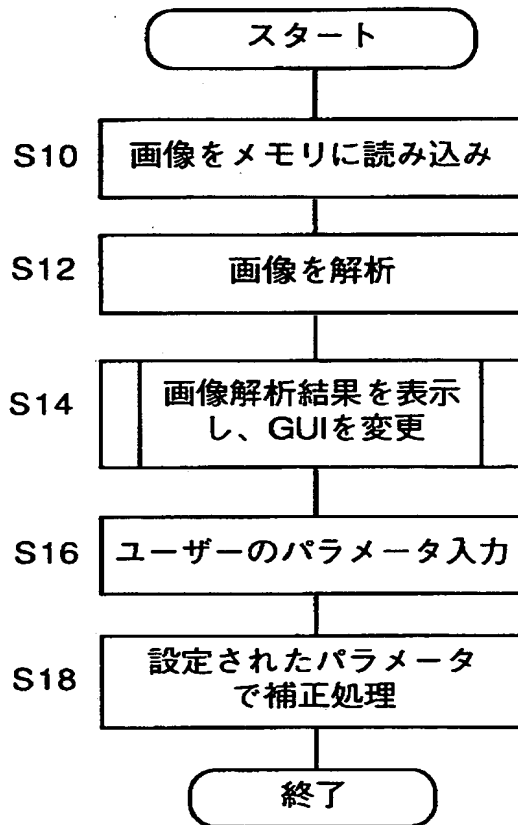 スタート
S10 画像をメモリに読み込み
S12 画像を解析
S14 画像解析結果を表示
し、GUIを変更
S16 ユーザーのパラメータ入力
S18 設定されたパラメータ
で補正処理
終了